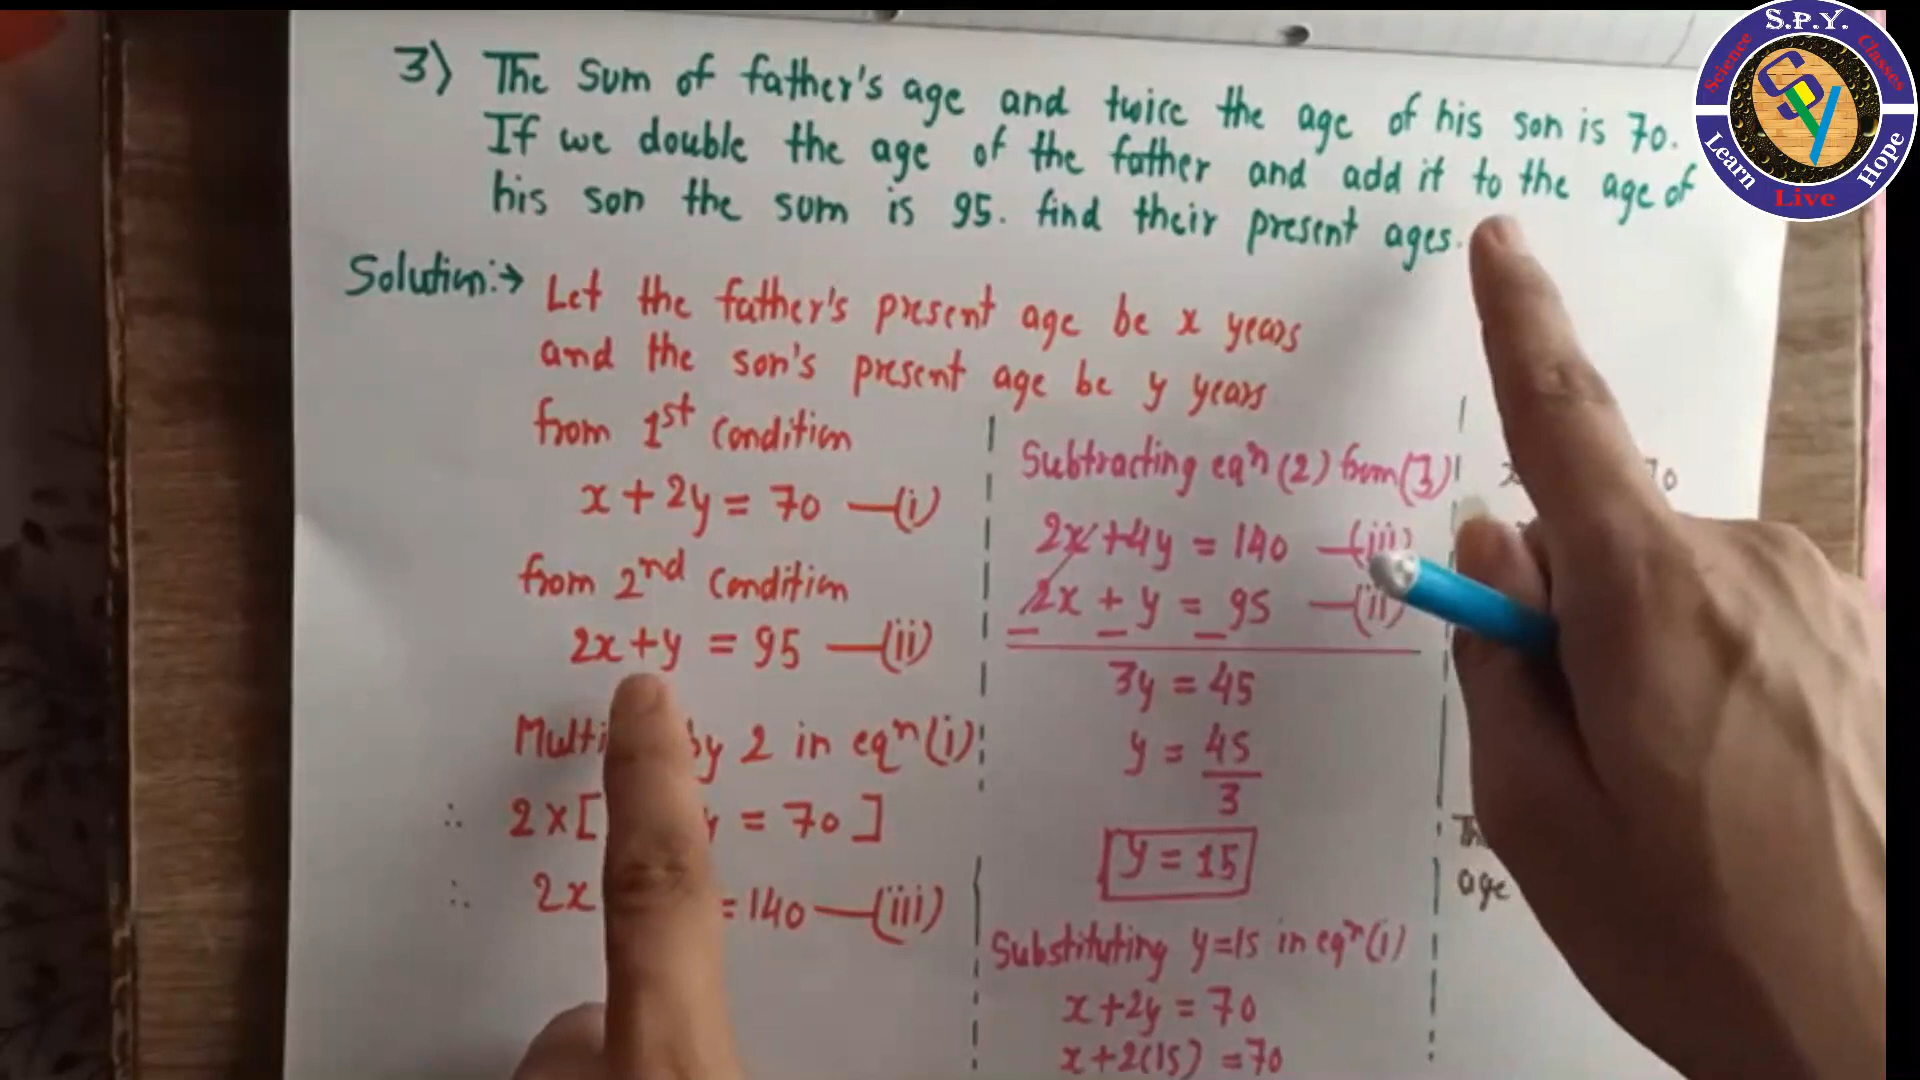 3) The sum of father's age and twice the age of his son is 70.
If we double the age of the father and add it to the age of
his son the sum is 95. find their present ages.
Solution:→ Let the father's present age be x years
and the son's present age be y years
from 1st condition
x + 2y = 70 —(i)
from 2nd condition
2x + y = 95 —(ii)
by 2 in eqn (i)
∴ 2 x [ y = 70 ]
∴ 2x = 140 —(iii)
Subtracting eqn (2) from (3)
2x + 4y = 140 —(iii)
2x + y = 95 —(ii)
— — —
3y = 45
y = 45
3
y = 15
Substituting y=15 in eqn (i)
x + 2y = 70
x + 2(15) = 70
70
age
S.P.Y.
Science
Classes
SPY
Learn
Live
Hope